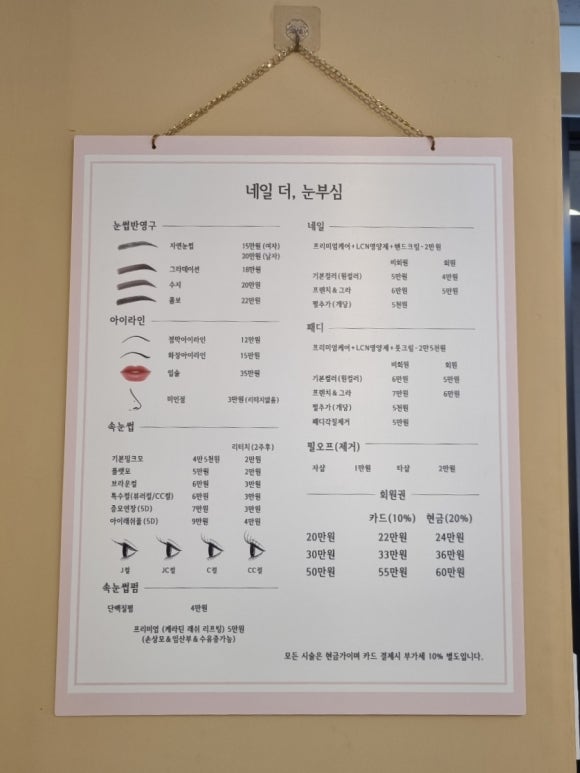 네일 더, 눈부심
눈썹반영구
자연눈썹 15만원(여자)
20만원(남자)
그라데이션 18만원
수지 20만원
콤보 22만원
아이라인
점막아이라인 12만원
화장아이라인 15만원
입술 35만원
미인점 3만원(리터치없음)
속눈썹
리터치(2주후)
기본밍크모 4만5천원 2만원
플랫모 5만원 2만원
브라운컬 6만원 3만원
특수컬(뷰러컬/CC컬) 6만원 3만원
증모연장(5D) 7만원 3만원
아이래쉬풀(5D) 9만원 4만원
J컬 JC컬 C컬 CC컬
속눈썹펌
단백질펌 4만원
프리미엄 (케라틴 래쉬 리프팅) 5만원
(손상모&임산부&수유중가능)
네일
프리미엄케어+LCN영양제+핸드크림-2만원
비회원 회원
기본컬러(원컬러) 5만원 4만원
프렌치&그라 6만원 5만원
필추가(개당) 5천원
패디
프리미엄케어+LCN영양제+풋크림-2만5천원
비회원 회원
기본컬러(원컬러) 6만원 5만원
프렌치&그라 7만원 6만원
필추가(개당) 5천원
패디각질제거 5만원
필오프(제거)
자샵 1만원 타샵 2만원
회원권
카드(10%) 현금(20%)
20만원 22만원 24만원
30만원 33만원 36만원
50만원 55만원 60만원
모든 시술은 현금가이며 카드 결제시 부가세 10% 별도입니다.